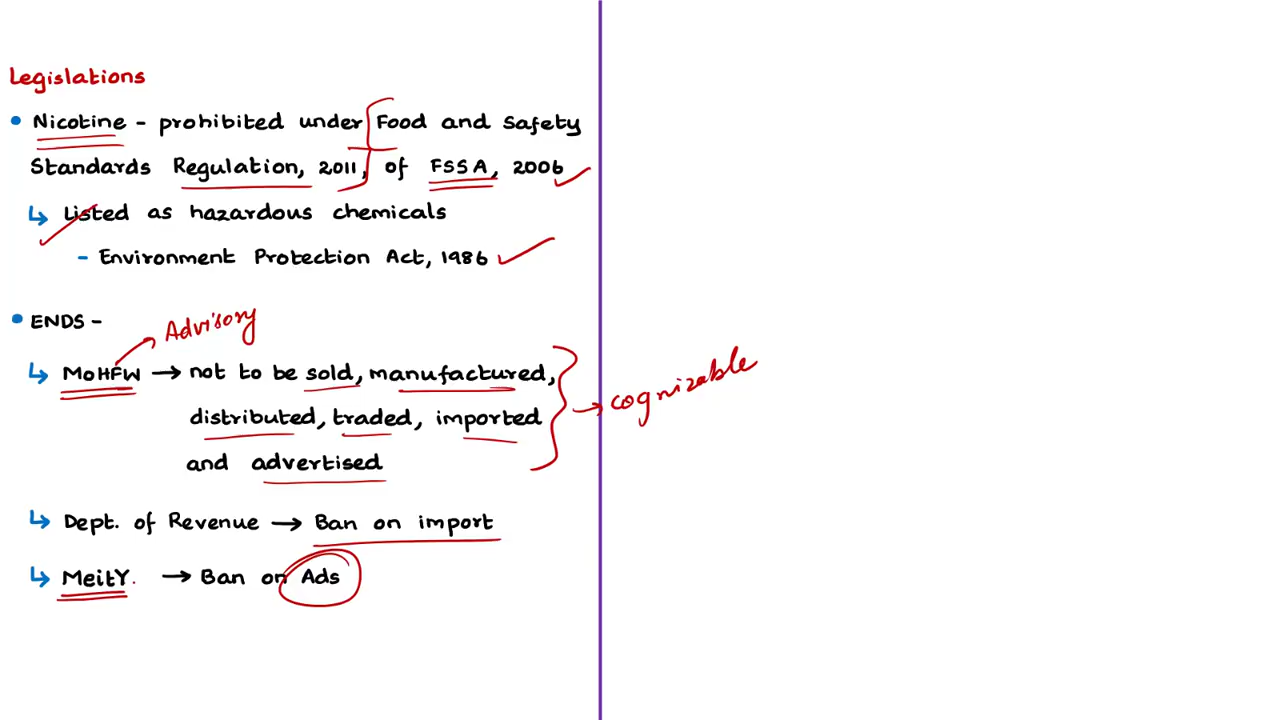 Legislations
• Nicotine - prohibited under Food and Safety
Standards Regulation, 2011, of FSSA, 2006
↳ Listed as hazardous chemicals
- Environment Protection Act, 1986
• ENDS -
Advisory
↳ MoHFW → not to be sold, manufactured,
distributed, traded, imported
and advertised
→ cognizable
↳ Dept. of Revenue → Ban on import
↳ MeitY → Ban on Ads